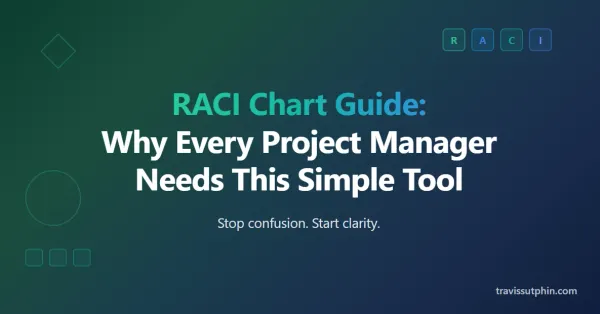 R A C I
RACI Chart Guide:
Why Every Project Manager
Needs This Simple Tool
Stop confusion. Start clarity.
travissutphin.com